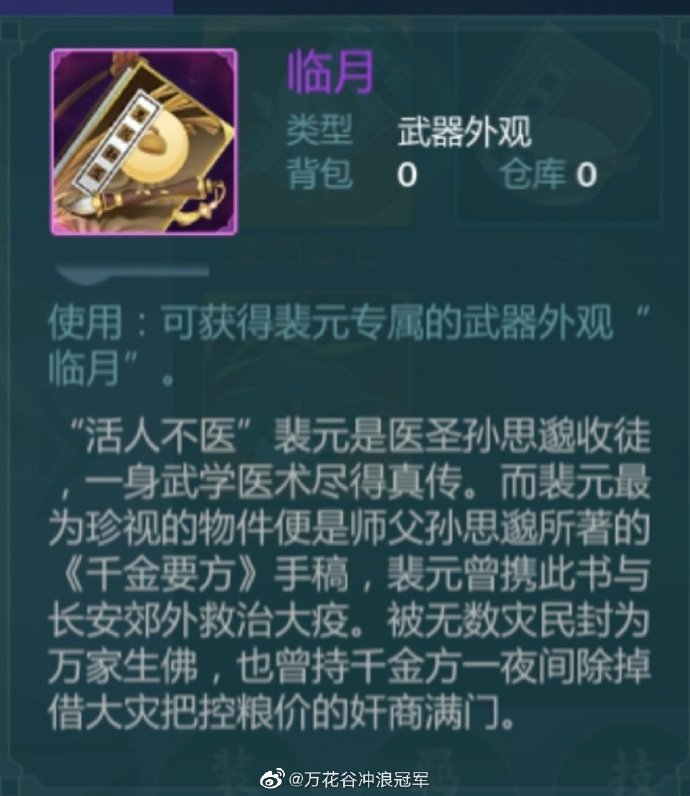 临月
类型 武器外观
背包 0 仓库 0
使用：可获得裴元专属的武器外观“
临月”。
“活人不医”裴元是医圣孙思邈收徒
，一身武学医术尽得真传。而裴元最
为珍视的物件便是师父孙思邈所著的
《千金要方》手稿，裴元曾携此书与
长安郊外救治大疫。被无数灾民封为
万家生佛，也曾持千金方一夜间除掉
借大灾把控粮价的奸商满门。
装 羁 技
@万花谷冲浪冠军